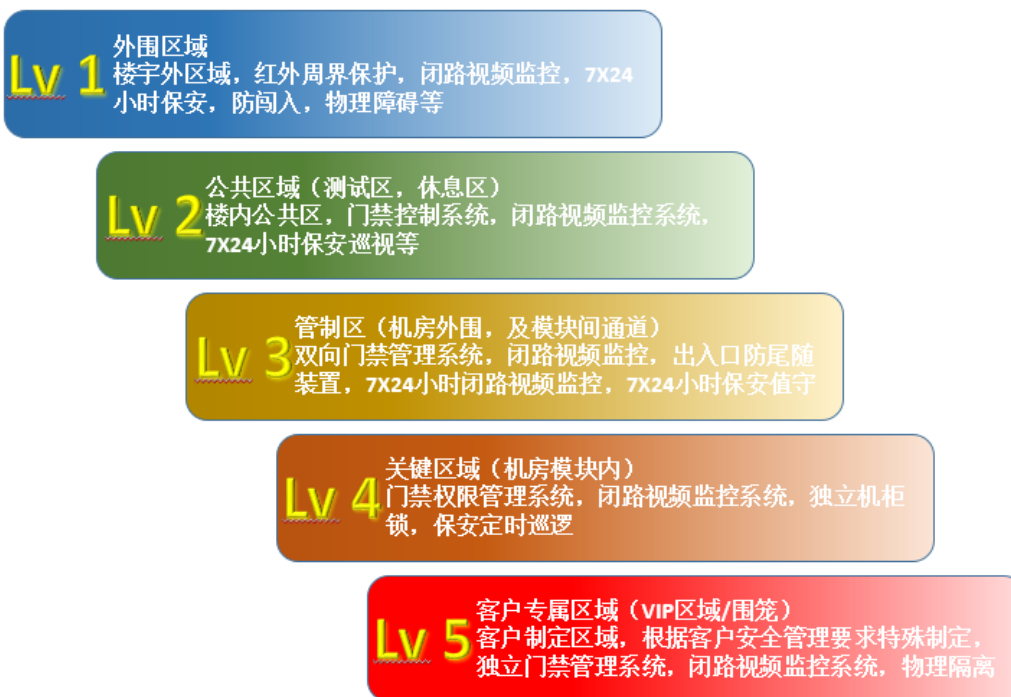 Lv 1
外围区域
楼宇外区域，红外周界保护，闭路视频监控，7X24
小时保安，防闯入，物理障碍等
Lv 2
公共区域（测试区，休息区）
楼内公共区，门禁控制系统，闭路视频监控系统，
7X24小时保安巡视等
Lv 3
管制区（机房外围，及模块间通道）
双向门禁管理系统，闭路视频监控，出入口防尾随
装置，7X24小时闭路视频监控，7X24小时保安值守
Lv 4
关键区域（机房模块内）
门禁权限管理系统，闭路视频监控系统，独立机柜
锁，保安定时巡逻
Lv 5
客户专属区域（VIP区域/围笼）
客户制定区域，根据客户安全管理要求特殊制定，
独立门禁管理系统，闭路视频监控系统，物理隔离